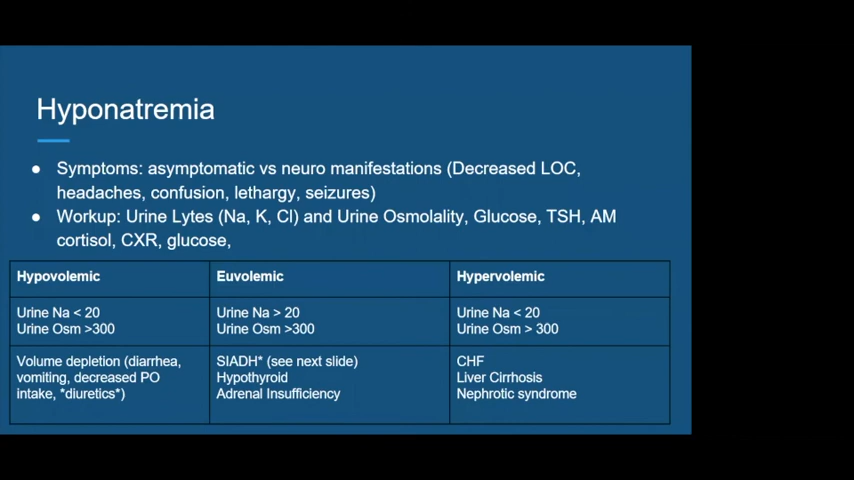 Hyponatremia
● Symptoms: asymptomatic vs neuro manifestations (Decreased LOC,
headaches, confusion, lethargy, seizures)
● Workup: Urine Lytes (Na, K, Cl) and Urine Osmolality, Glucose, TSH, AM
cortisol, CXR, glucose,
Hypovolemic
Euvolemic
Hypervolemic
Urine Na < 20
Urine Osm >300
Urine Na > 20
Urine Osm >300
Urine Na < 20
Urine Osm > 300
Volume depletion (diarrhea,
vomiting, decreased PO
intake, *diuretics*)
SIADH* (see next slide)
Hypothyroid
Adrenal Insufficiency
CHF
Liver Cirrhosis
Nephrotic syndrome